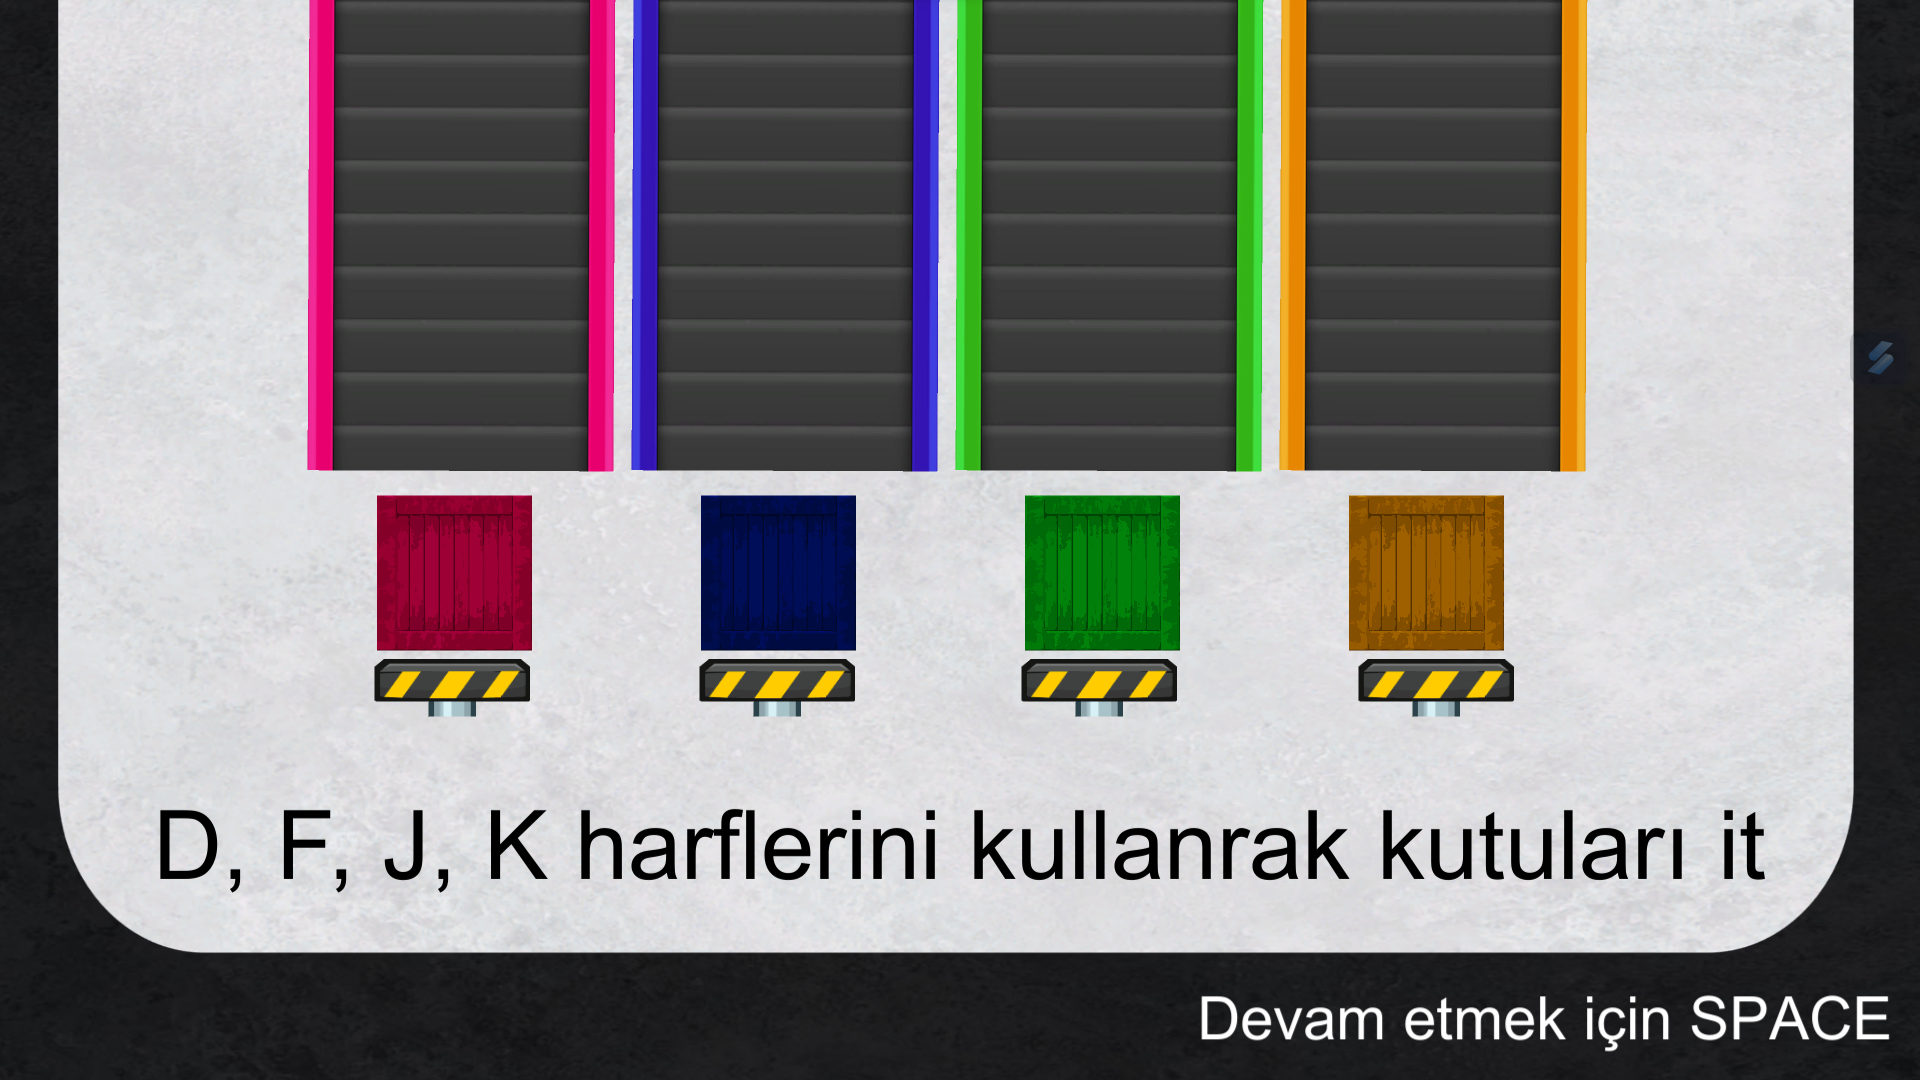 D, F, J, K harflerini kullanrak kutuları it
Devam etmek için SPACE